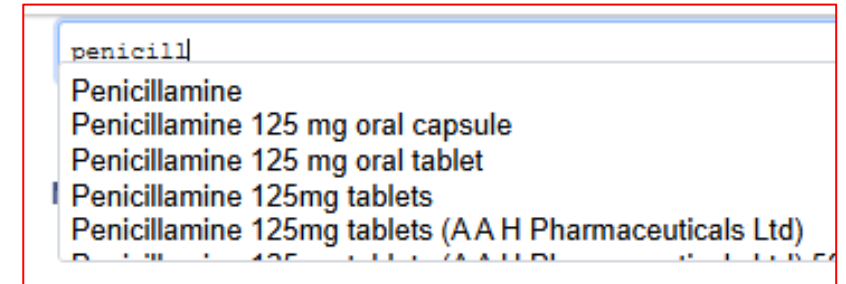 penicill
Penicillamine
Penicillamine 125 mg oral capsule
Penicillamine 125 mg oral tablet
Penicillamine 125mg tablets
Penicillamine 125mg tablets (A A H Pharmaceuticals Ltd)